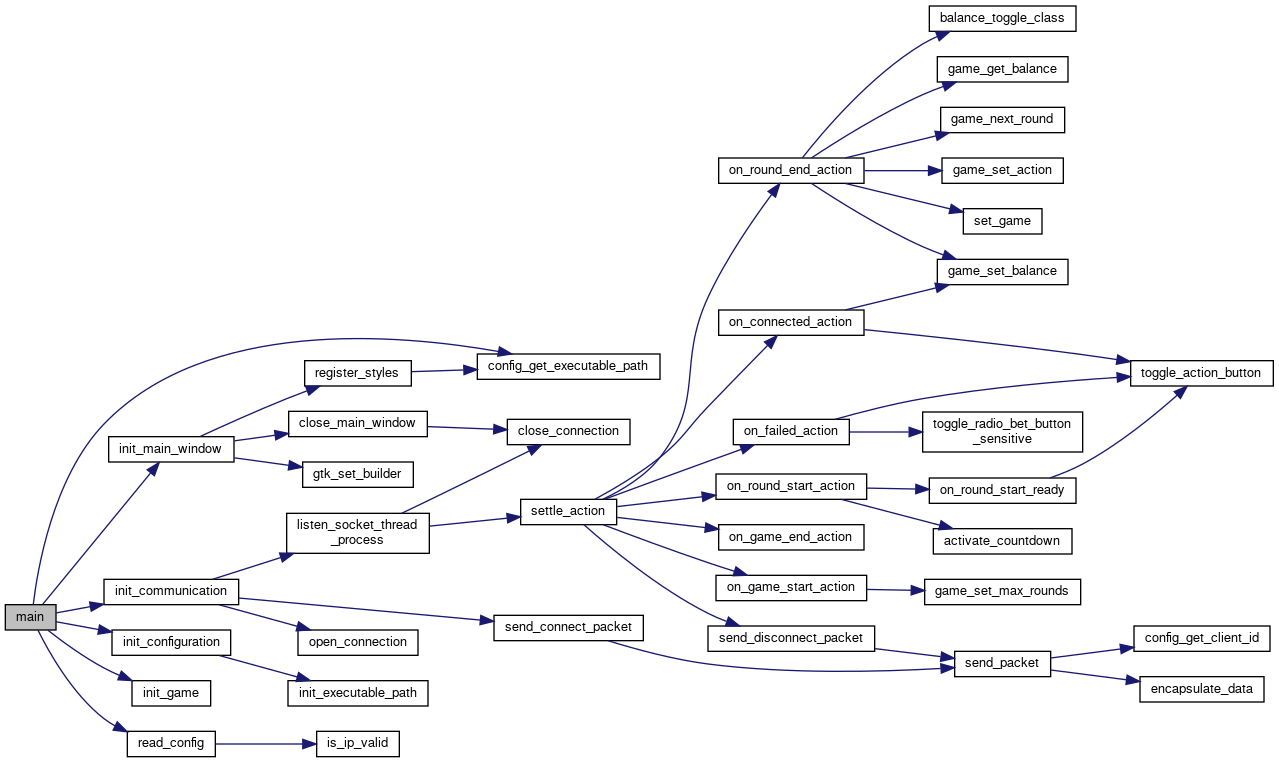 balance_toggle_class
game_get_balance
game_next_round
on_round_end_action
game_set_action
set_game
game_set_balance
on_connected_action
config_get_executable_path
register_styles
toggle_action_button
close_main_window
close_connection
on_failed_action
toggle_radio_bet_button
_sensitive
init_main_window
gtk_set_builder
on_round_start_action
on_round_start_ready
settle_action
listen_socket_thread
_process
on_game_end_action
activate_countdown
init_communication
on_game_start_action
game_set_max_rounds
main
send_connect_packet
init_configuration
open_connection
send_disconnect_packet
config_get_client_id
send_packet
init_game
init_executable_path
encapsulate_data
read_config
is_ip_valid